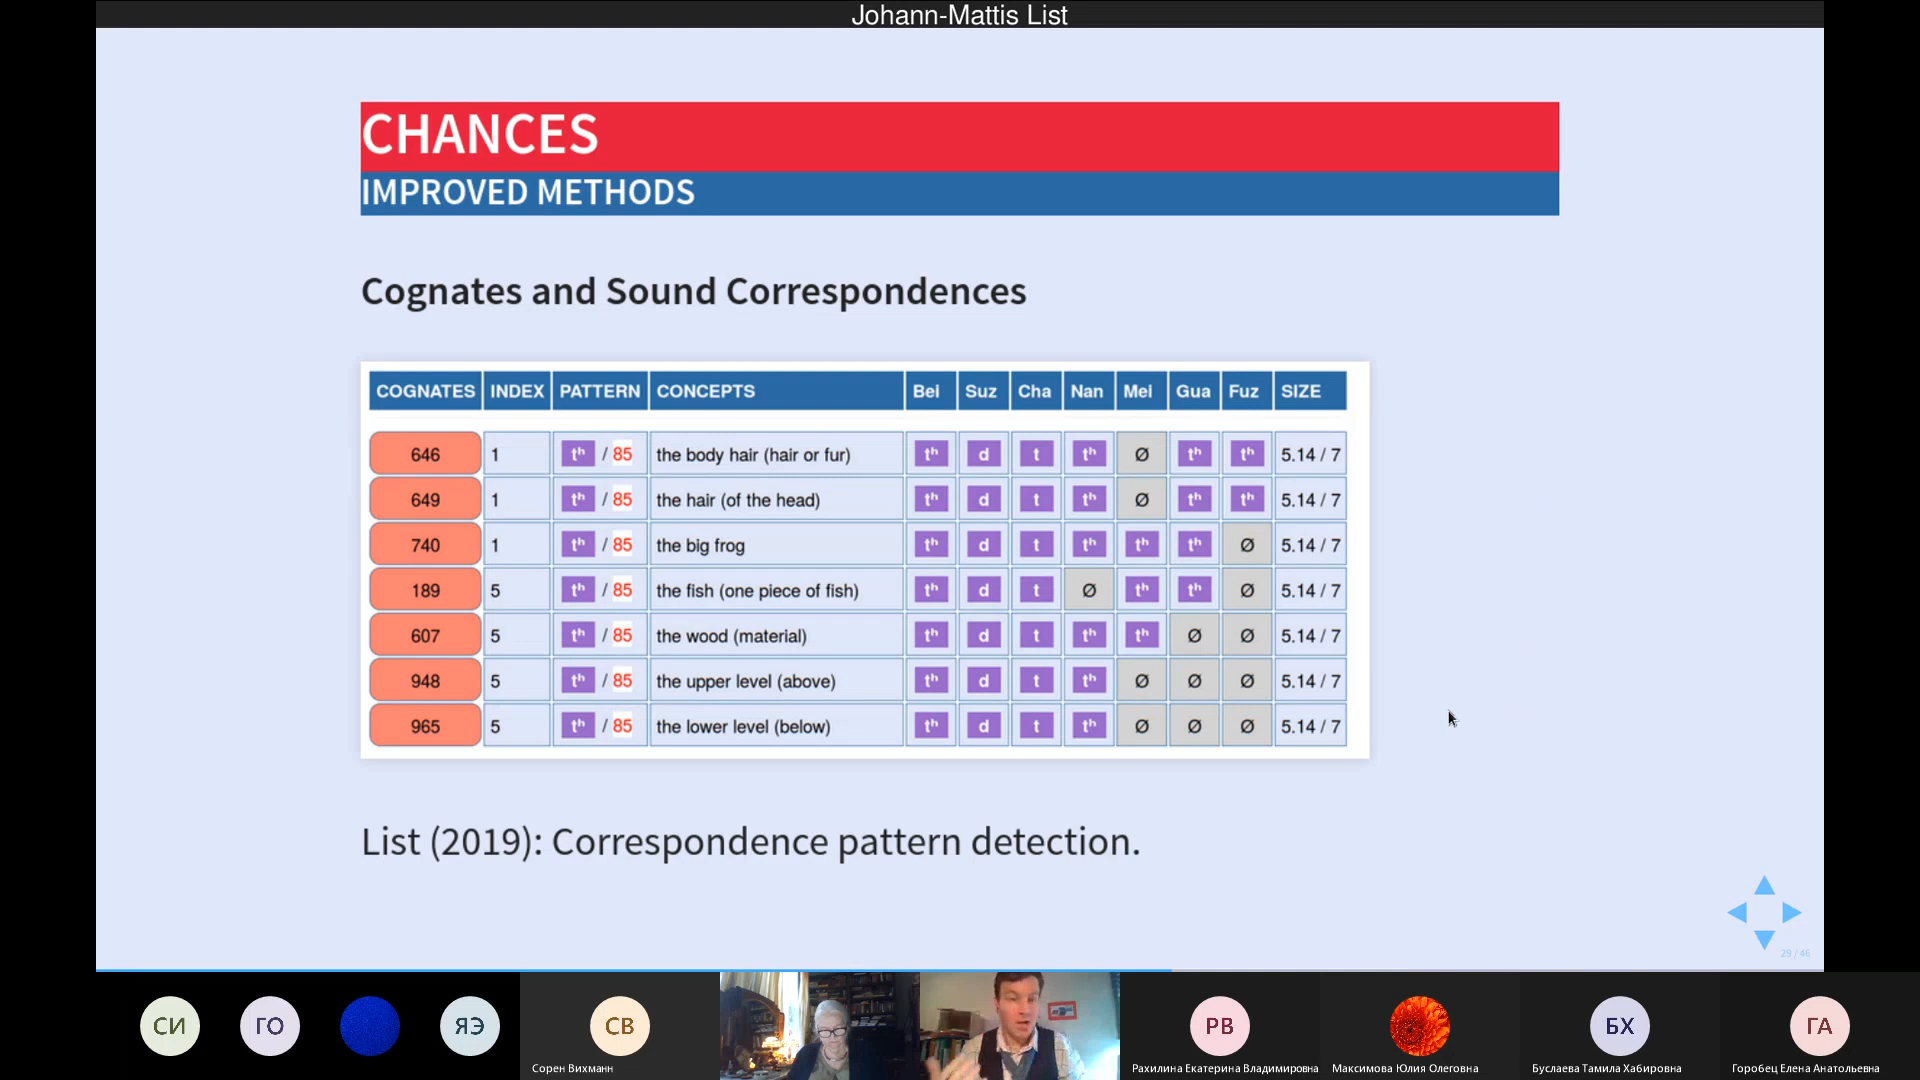 Johann-Mattis List
CHANCES
IMPROVED METHODS
Cognates and Sound Correspondences
COGNATES INDEX PATTERN CONCEPTS Bei Suz Cha Nan Mei Gua Fuz SIZE
646 1 tʰ / 85 the body hair (hair or fur) tʰ d t tʰ Ø tʰ tʰ 5.14 / 7
649 1 tʰ / 85 the hair (of the head) tʰ d t tʰ Ø tʰ tʰ 5.14 / 7
740 1 tʰ / 85 the big frog tʰ d t tʰ tʰ tʰ Ø 5.14 / 7
189 5 tʰ / 85 the fish (one piece of fish) tʰ d t Ø tʰ tʰ Ø 5.14 / 7
607 5 tʰ / 85 the wood (material) tʰ d t tʰ tʰ Ø Ø 5.14 / 7
948 5 tʰ / 85 the upper level (above) tʰ d t tʰ Ø Ø Ø 5.14 / 7
965 5 tʰ / 85 the lower level (below) tʰ d t tʰ Ø Ø Ø 5.14 / 7
List (2019): Correspondence pattern detection.
29 / 46
СИ ГО ЯЭ СВ РВ БХ ГА
Сорен Вихманн Рахилина Екатерина Владимировна Максимова Юлия Олеговна Буслаева Тамила Хабировна Горобец Елена Анатольевна